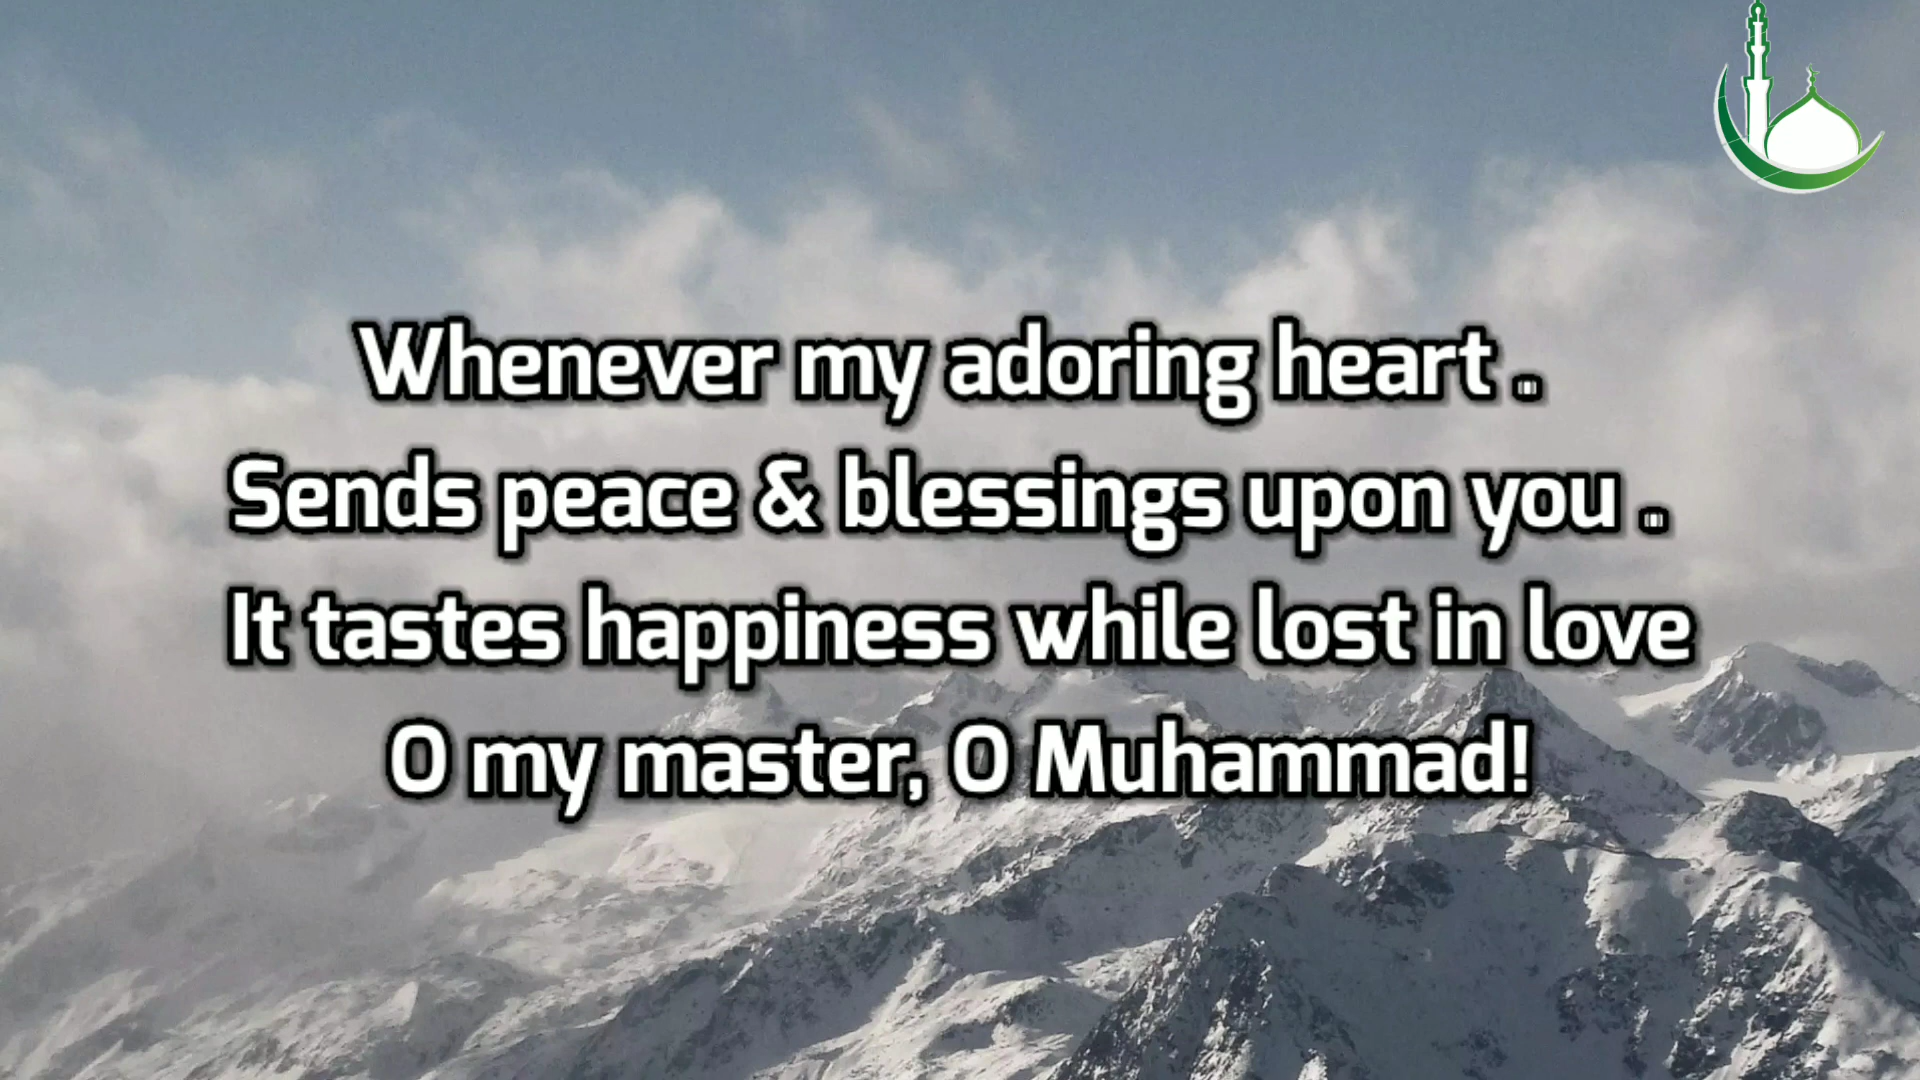 Whenever my adoring heart ..
Sends peace & blessings upon you ..
It tastes happiness while lost in love
O my master, O Muhammad!